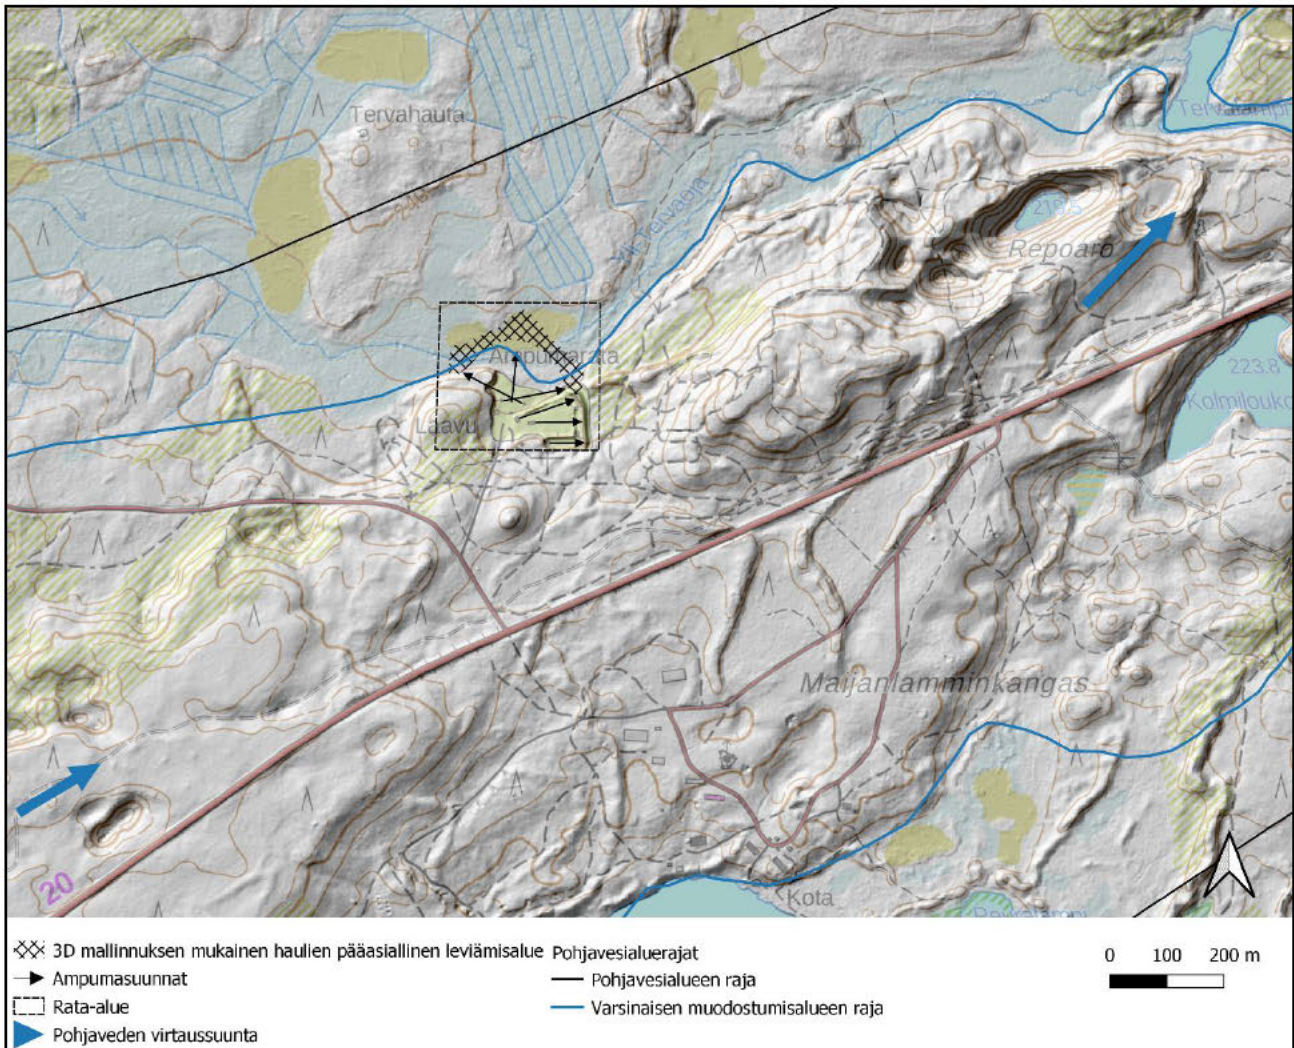 Tervahauta
Tervalampi
Repoaro
Ampumarata
Laavu
223.8
Maijanlamminkangas
20
Kota
3D mallinnuksen mukainen haulien pääasiallinen leviämisalue
Ampumasuunnat
Rata-alue
Pohjaveden virtaussuunta
Pohjavesialuerajat
Pohjavesialueen raja
Varsinaisen muodostumisalueen raja
0 100 200 m